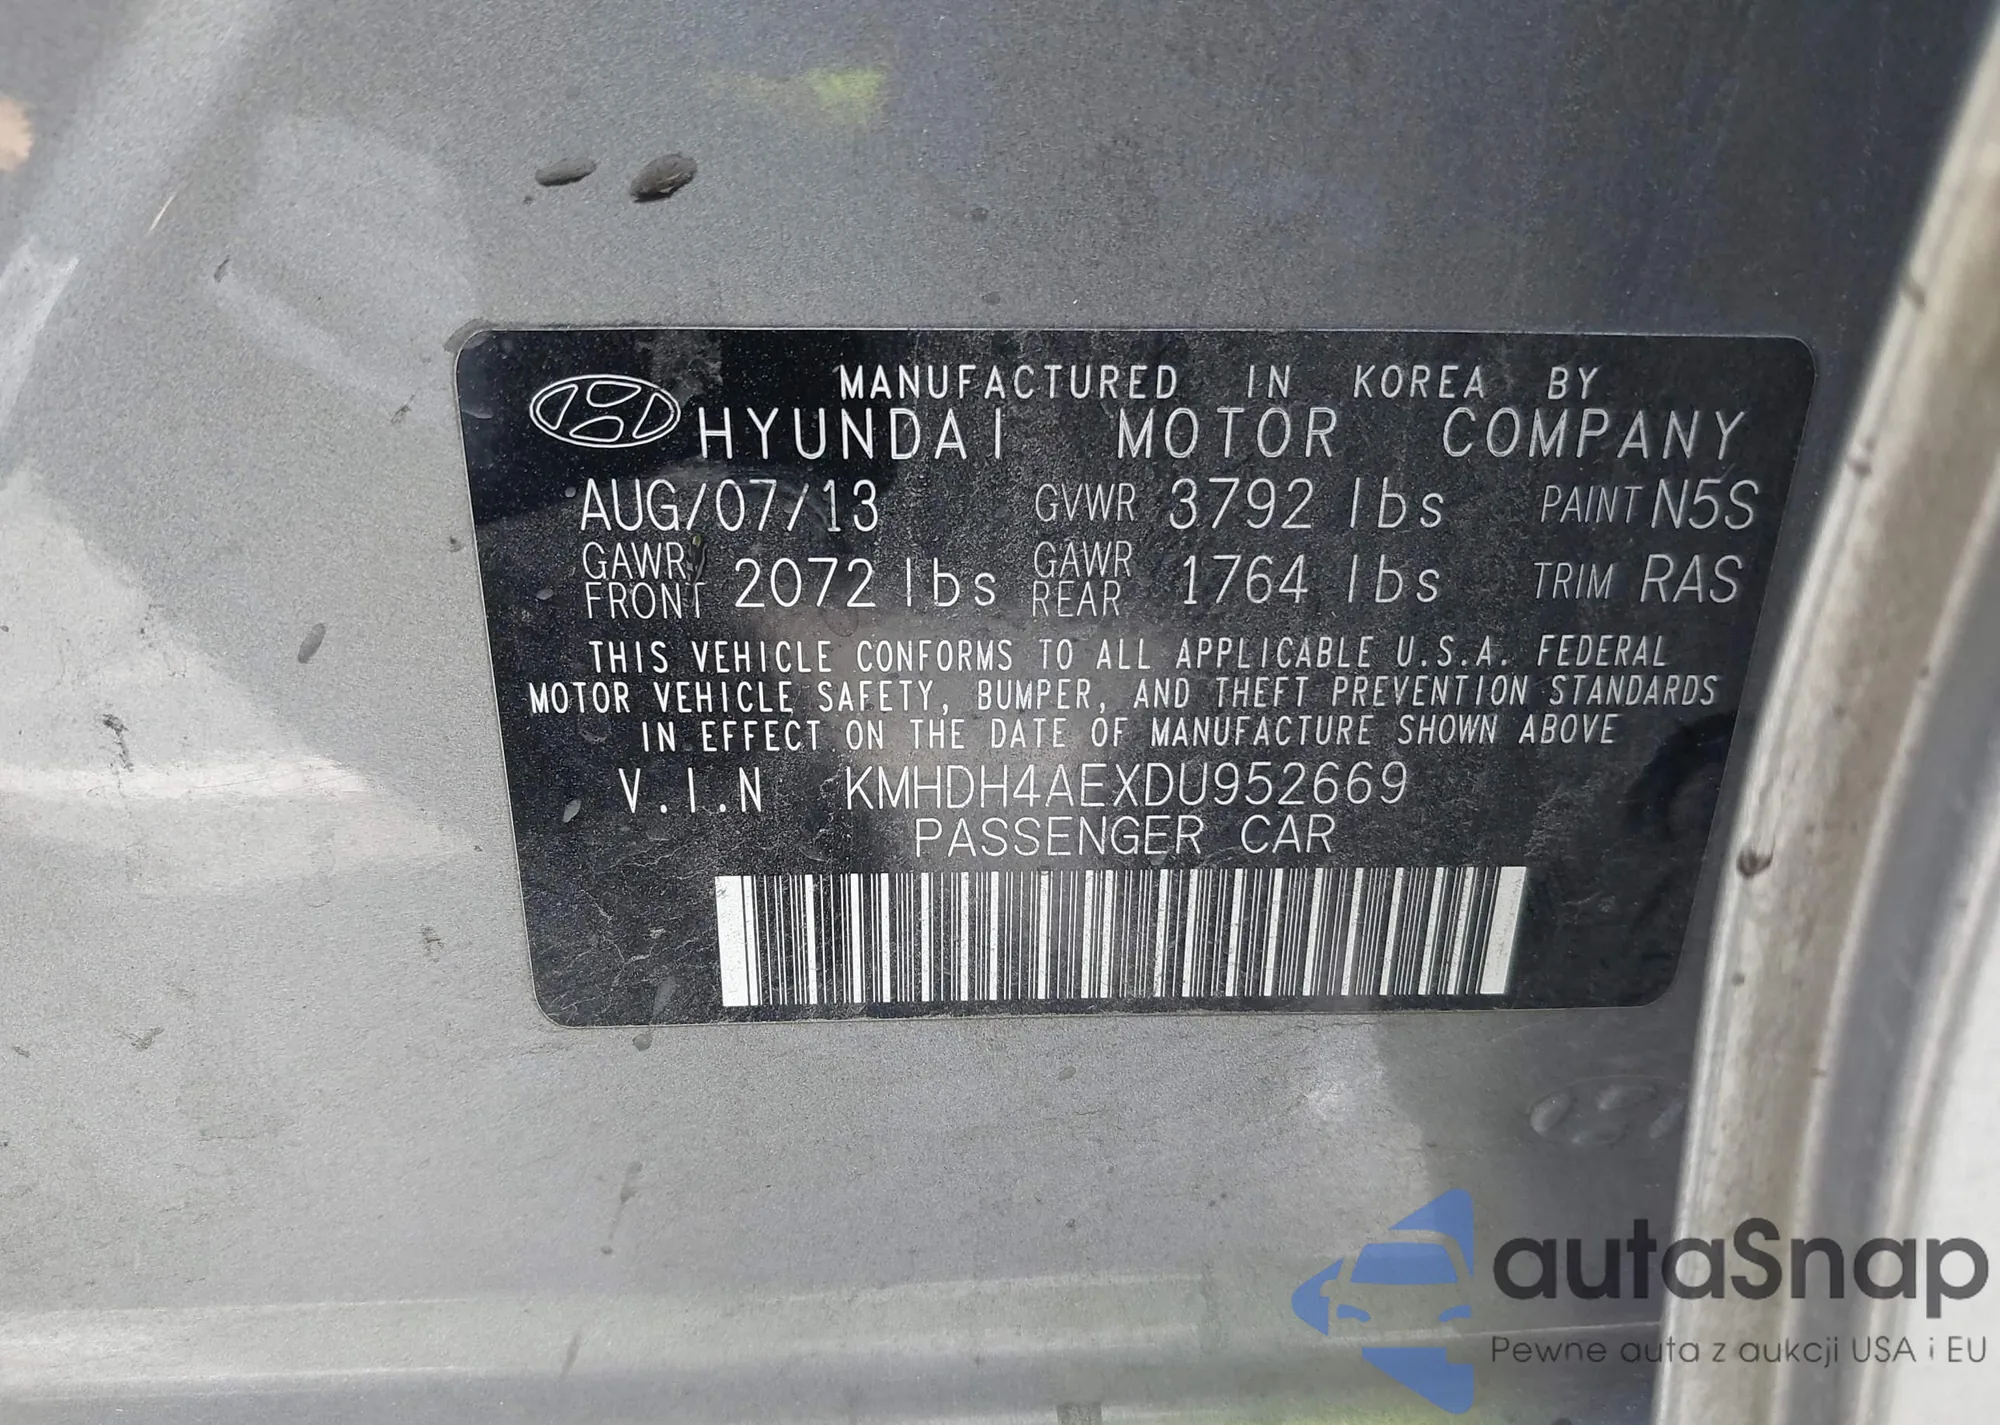 MANUFACTURED IN KOREA BY
HYUNDAI MOTOR COMPANY
AUG/07/13 GVWR 3792 lbs PAINT N5S
GAWR FRONT 2072 lbs GAWR REAR 1764 lbs TRIM RAS
THIS VEHICLE CONFORMS TO ALL APPLICABLE U.S.A. FEDERAL
MOTOR VEHICLE SAFETY, BUMPER, AND THEFT PREVENTION STANDARDS
IN EFFECT ON THE DATE OF MANUFACTURE SHOWN ABOVE
V.I.N KMHDH4AEXDU952669
PASSENGER CAR
autaSnap
Pewne auta z aukcji USA i EU